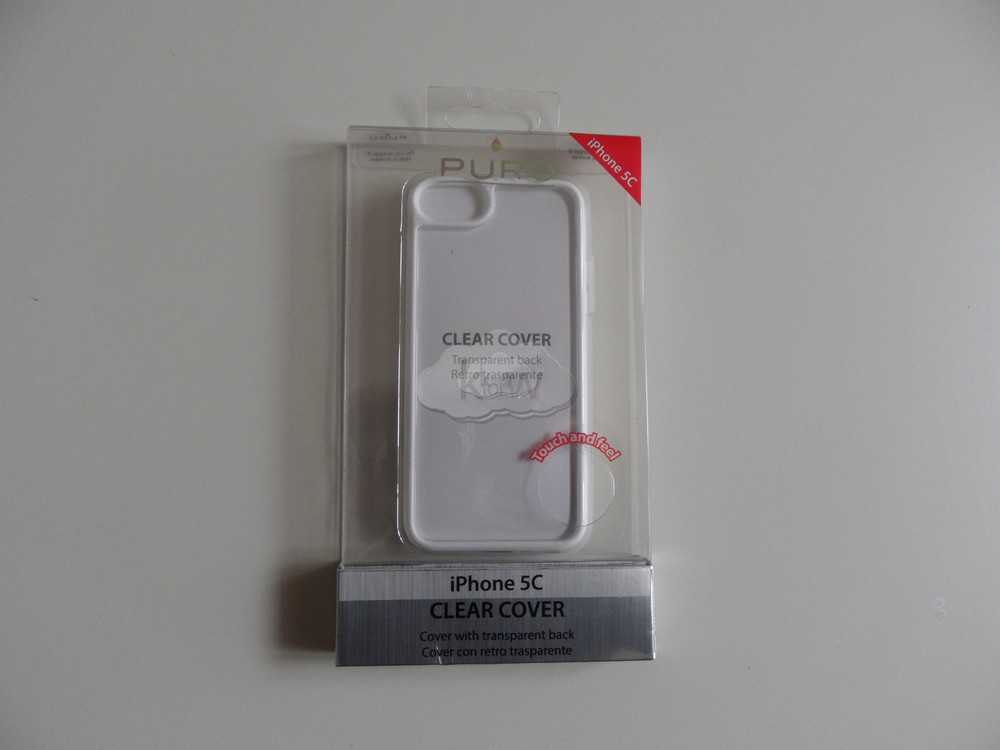 PURO
iPhone 5C
CLEAR COVER
Transparent back
Retro trasparente
Touch and feel
iPhone 5C
CLEAR COVER
Cover with transparent back
Cover con retro trasparente